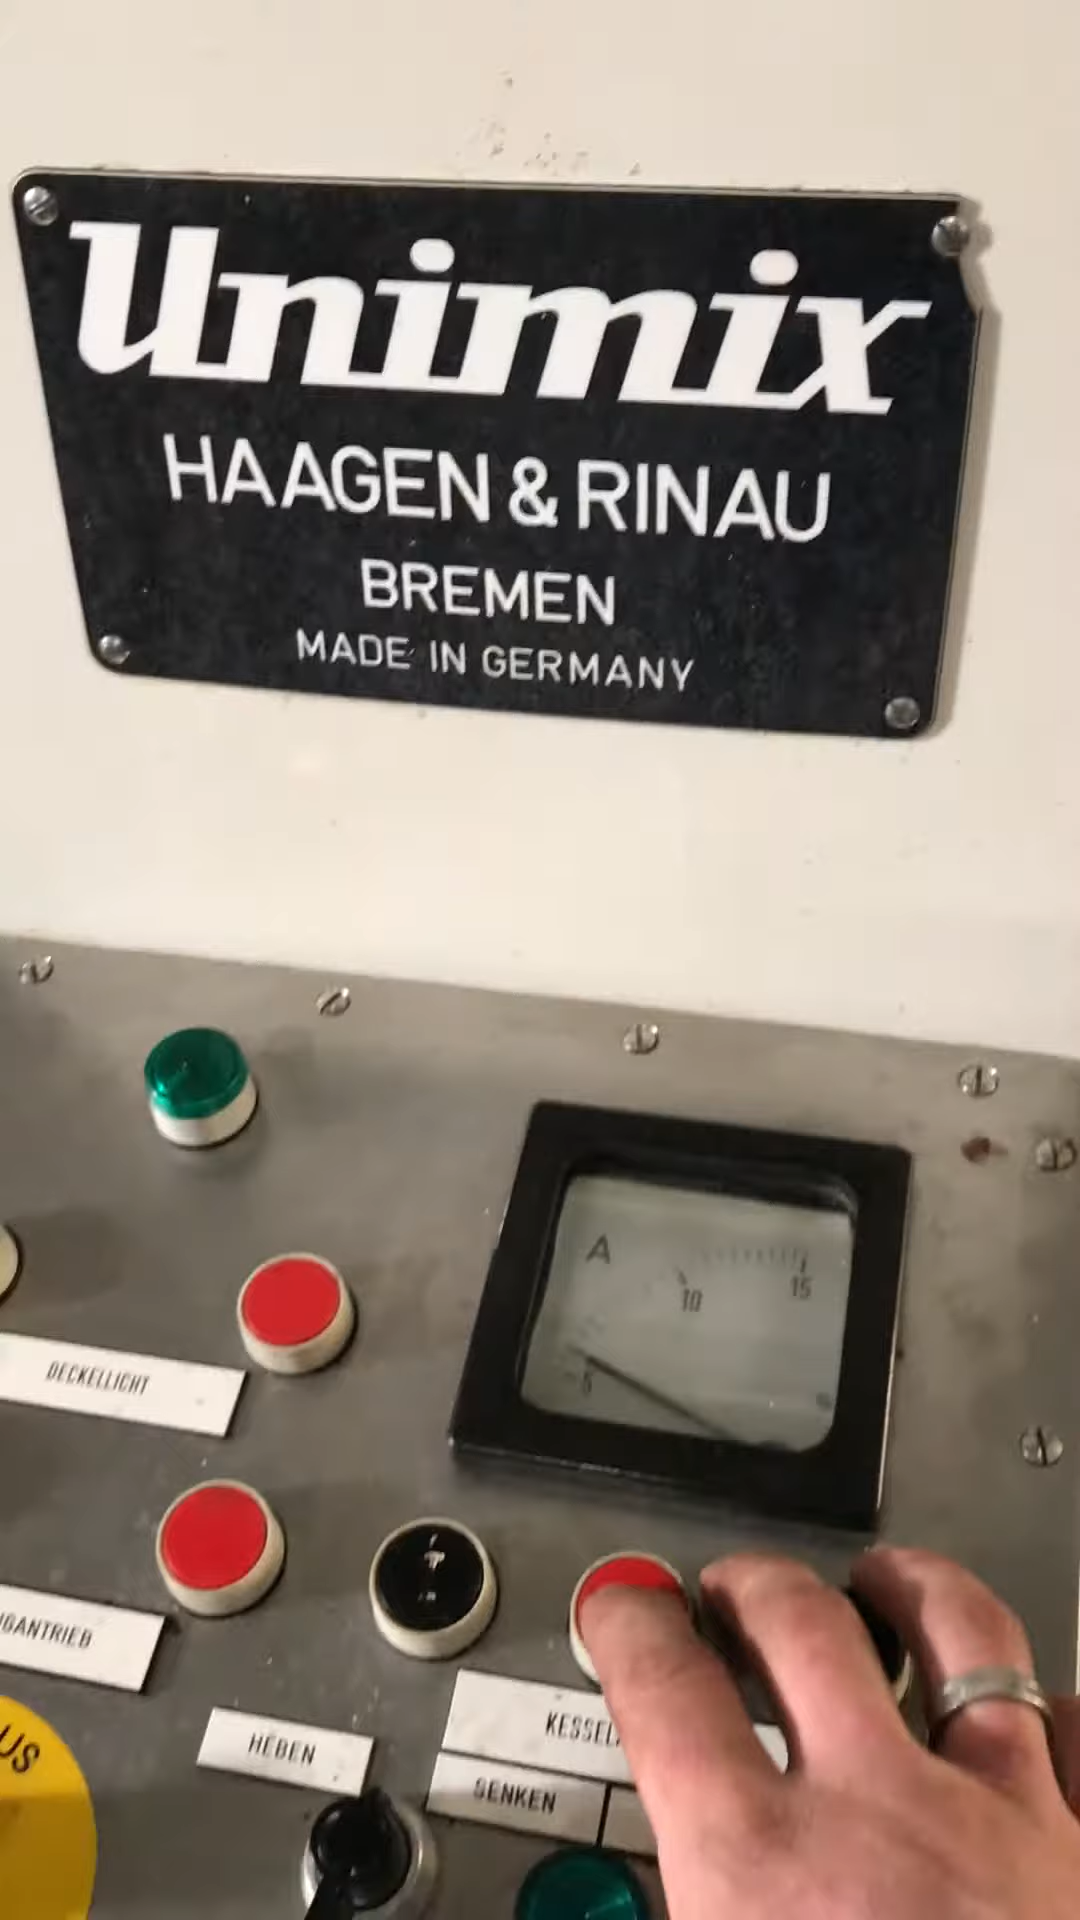 Unimix
HAAGEN & RINAU
BREMEN
MADE IN GERMANY
A
10
15
5
DECKELLICHT
HEBEN
SENKEN